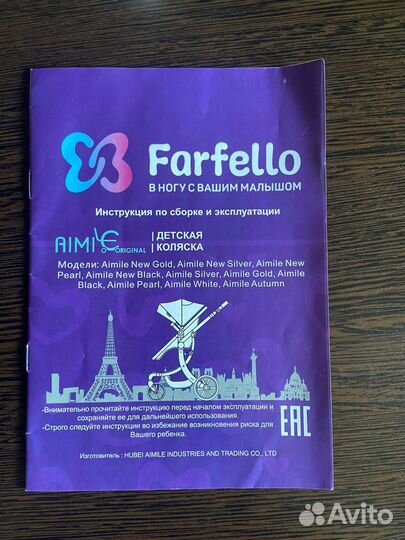 Farfello
В НОГУ С ВАШИМ МАЛЫШОМ
Инструкция по сборке и эксплуатации
AIMILE ORIGINAL
ДЕТСКАЯ
КОЛЯСКА
Модели: Aimile New Gold, Aimile New Silver, Aimile New
Pearl, Aimile New Black, Aimile Silver, Aimile Gold, Aimile
Black, Aimile Pearl, Aimile White, Aimile Autumn
-Внимательно прочитайте инструкцию перед началом эксплуатации и
сохраняйте ее для дальнейшего использования.
-Строго следуйте инструкции во избежание возникновения риска для
Вашего ребенка.
EAC
Изготовитель : HUBEI AIMILE INDUSTRIES AND TRADING CO., LTD
Avito